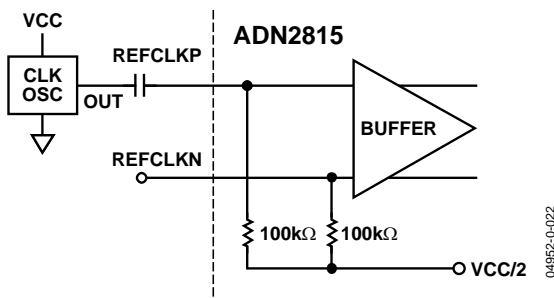 VCC
REFCLKP
ADN2815
CLK
OSC
OUT
BUFFER
REFCLKN
100kΩ
100kΩ
VCC/2
04952-0-022